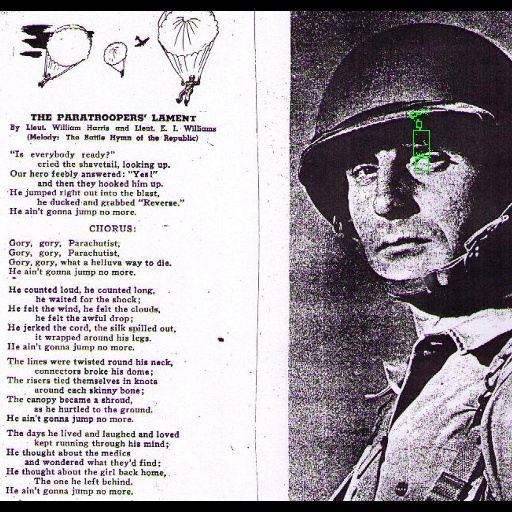 THE PARATROOPERS' LAMENT
By Lieut. William Harris and Lieut. E. I. Williams
(Melody: The Battle Hymn of the Republic)
"Is everybody ready?"
cried the shavetail, looking up.
Our hero feebly answered: "Yes!"
and then they hooked him up.
He jumped right out into the blast,
he ducked and grabbed "Reverse."
He ain't gonna jump no more.
CHORUS:
Gory, gory, Parachutist,
Gory, gory, Parachutist,
Gory, gory, what a helluva way to die.
He ain't gonna jump no more.
He counted loud, he counted long,
he waited for the shock;
He felt the wind, he felt the clouds,
he felt the awful drop;
He jerked the cord, the silk spilled out,
it wrapped around his legs.
He ain't gonna jump no more.
The lines were twisted round his neck,
connectors broke his dome;
The risers tied themselves in knots
around each skinny bone;
The canopy became a shroud,
as he hurtled to the ground.
He ain't gonna jump no more.
The days he lived and laughed and loved
kept running through his mind;
He thought about the medics
and wondered what they'd find;
He thought about the girl back home,
The one he left behind.
He ain't gonna jump no more.